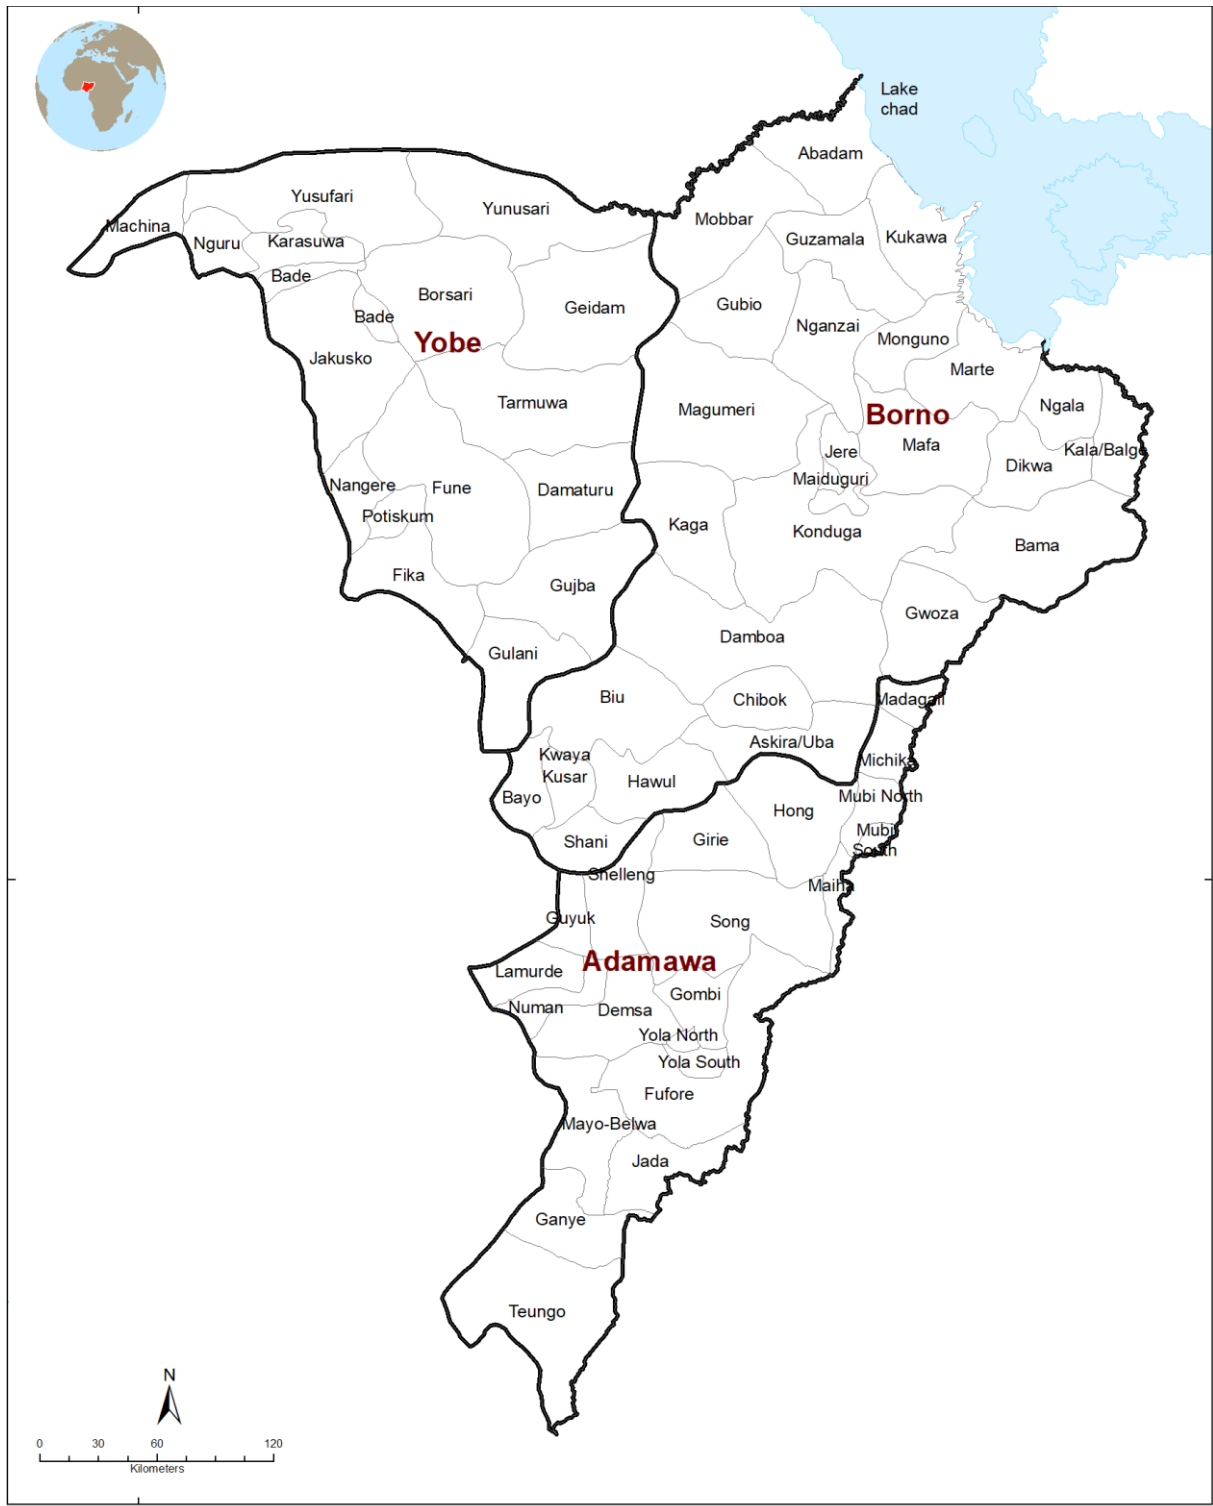 Lake
chad
Abadam
Yusufari
Yunusari
Mobbar
Machina
Nguru
Karasuwa
Guzamala
Kukawa
Bade
Borsari
Geidam
Gubio
Bade
Nganzai
Monguno
Yobe
Jakusko
Marte
Tarmuwa
Magumeri
Borno
Ngala
Mafa
Jere
Kala/Balge
Dikwa
Maiduguri
Nangere
Fune
Damaturu
Potiskum
Kaga
Konduga
Bama
Fika
Gujba
Gwoza
Damboa
Gulani
Biu
Chibok
Madagali
Askira/Uba
Kwaya
Kusar
Michika
Hawul
Bayo
Mubi North
Hong
Mubi
South
Shani
Girie
Shelleng
Maiha
Guyuk
Song
Adamawa
Lamurde
Gombi
Numan
Demsa
Yola North
Yola South
Fufore
Mayo-Belwa
Jada
Ganye
Teungo
N
0 30 60 120
Kilometers